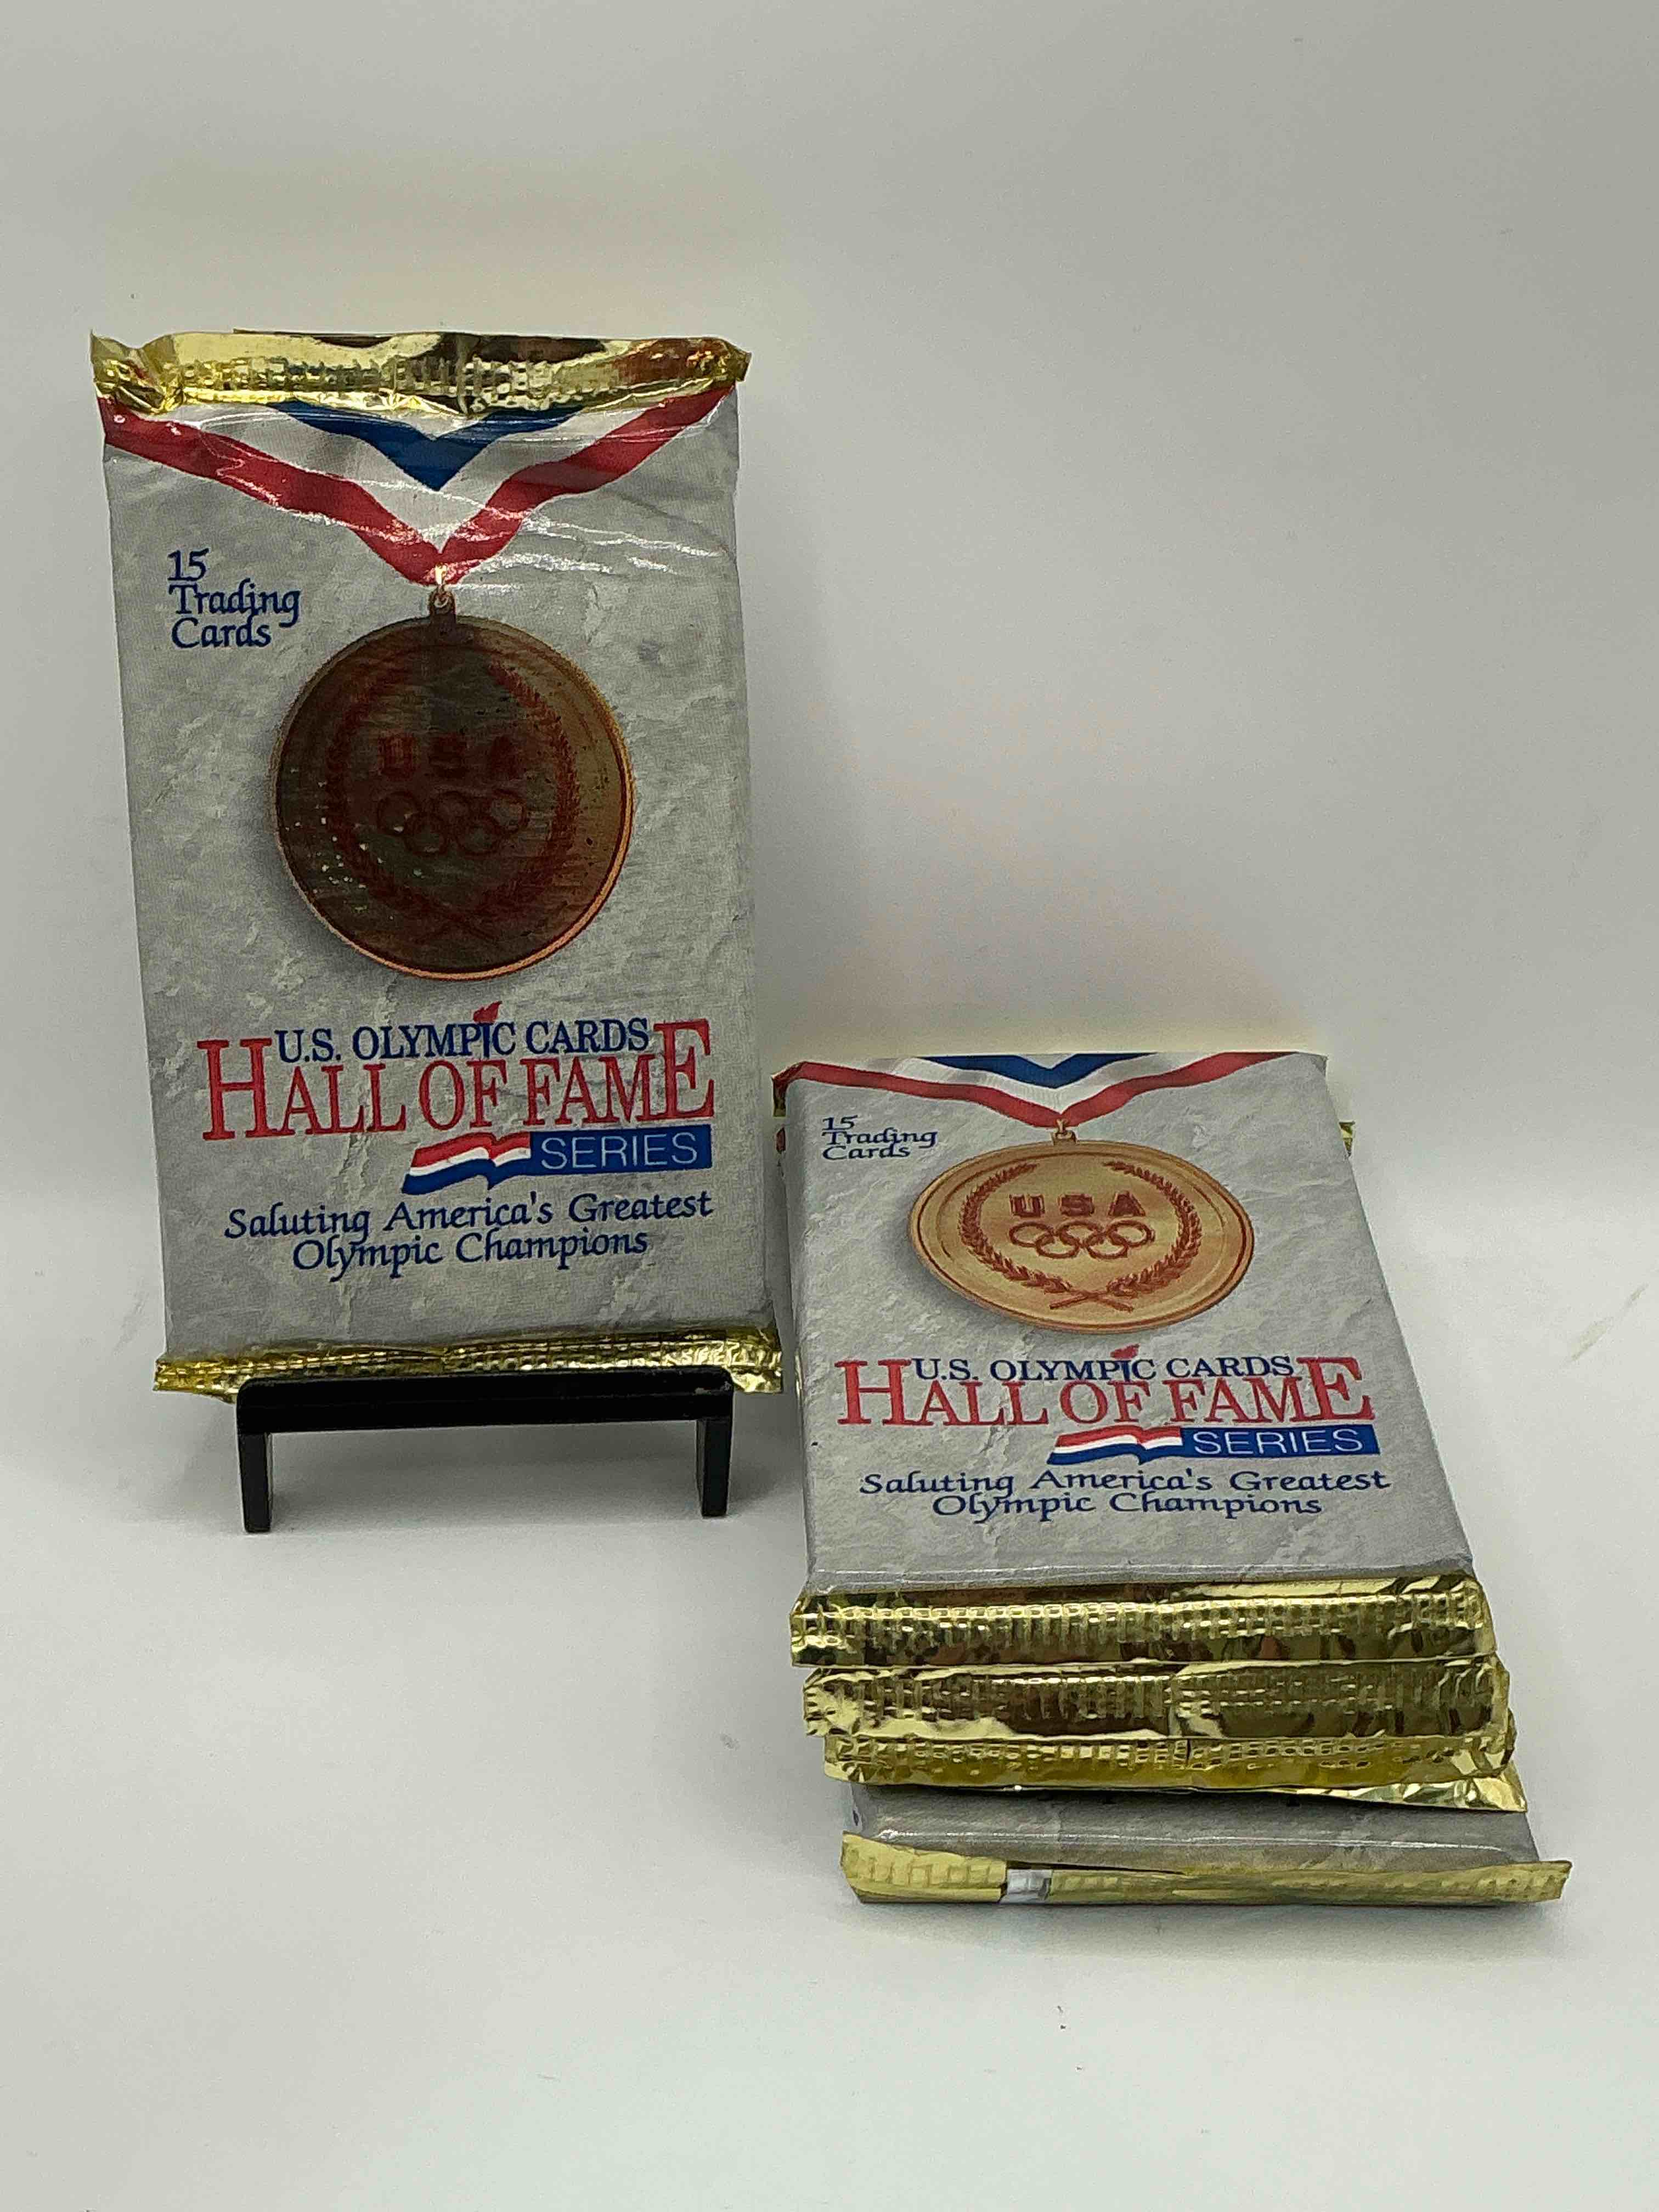 15
Trading
Cards
USA
U.S. OLYMPIC CARDS
HALL OF FAME
SERIES
Saluting America's Greatest
Olympic Champions
15
Trading
Cards
USA
U.S. OLYMPIC CARDS
HALL OF FAME
SERIES
Saluting America's Greatest
Olympic Champions